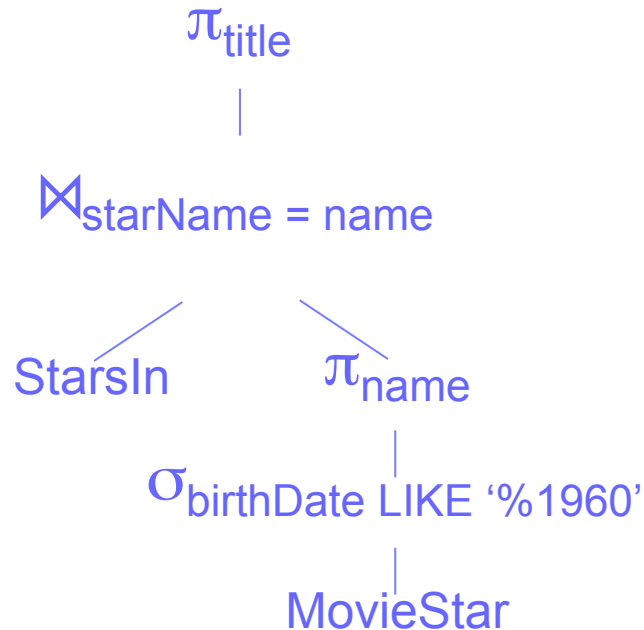 πtitle
⋈starName = name
StarsIn πname
σbirthDate LIKE ‘%1960’
MovieStar